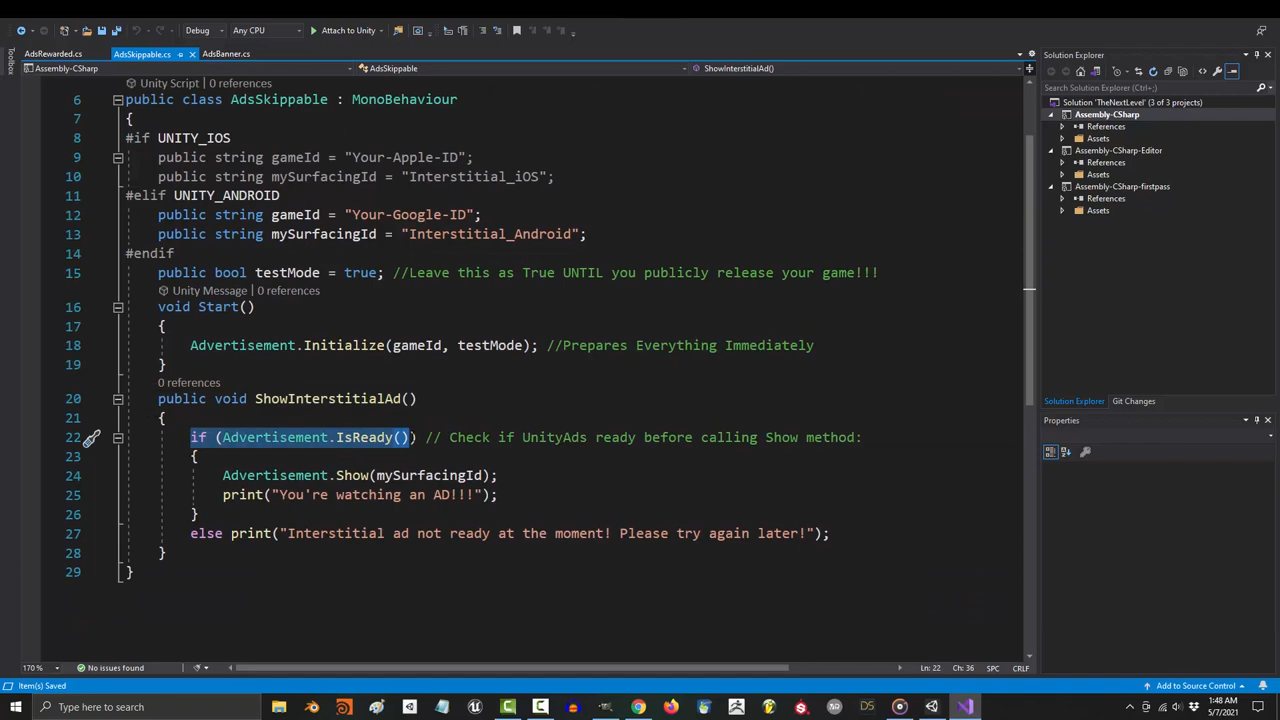 Debug Any CPU Attach to Unity
Toolbox
AdsRewarded.cs AdsSkippable.cs AdsBanner.cs
Assembly-CSharp AdsSkippable ShowInterstitialAd()
Unity Script | 0 references
6 public class AdsSkippable : MonoBehaviour
7 {
8 #if UNITY_IOS
9 public string gameId = "Your-Apple-ID";
10 public string mySurfacingId = "Interstitial_iOS";
11 #elif UNITY_ANDROID
12 public string gameId = "Your-Google-ID";
13 public string mySurfacingId = "Interstitial_Android";
14 #endif
15 public bool testMode = true; //Leave this as True UNTIL you publicly release your game!!!
Unity Message | 0 references
16 void Start()
17 {
18 Advertisement.Initialize(gameId, testMode); //Prepares Everything Immediately
19 }
0 references
20 public void ShowInterstitialAd()
21 {
22 if (Advertisement.IsReady()) // Check if UnityAds ready before calling Show method:
23 {
24 Advertisement.Show(mySurfacingId);
25 print("You're watching an AD!!!");
26 }
27 else print("Interstitial ad not ready at the moment! Please try again later!");
28 }
29 }
Solution Explorer
Search Solution Explorer (Ctrl+;)
Solution 'TheNextLevel' (3 of 3 projects)
Assembly-CSharp
References
Assets
Assembly-CSharp-Editor
References
Assets
Assembly-CSharp-firstpass
References
Assets
Solution Explorer Git Changes
Properties
170 % No issues found Ln: 22 Ch: 36 SPC CRLF
Item(s) Saved Add to Source Control
Type here to search
DS
1:48 AM
5/7/2021